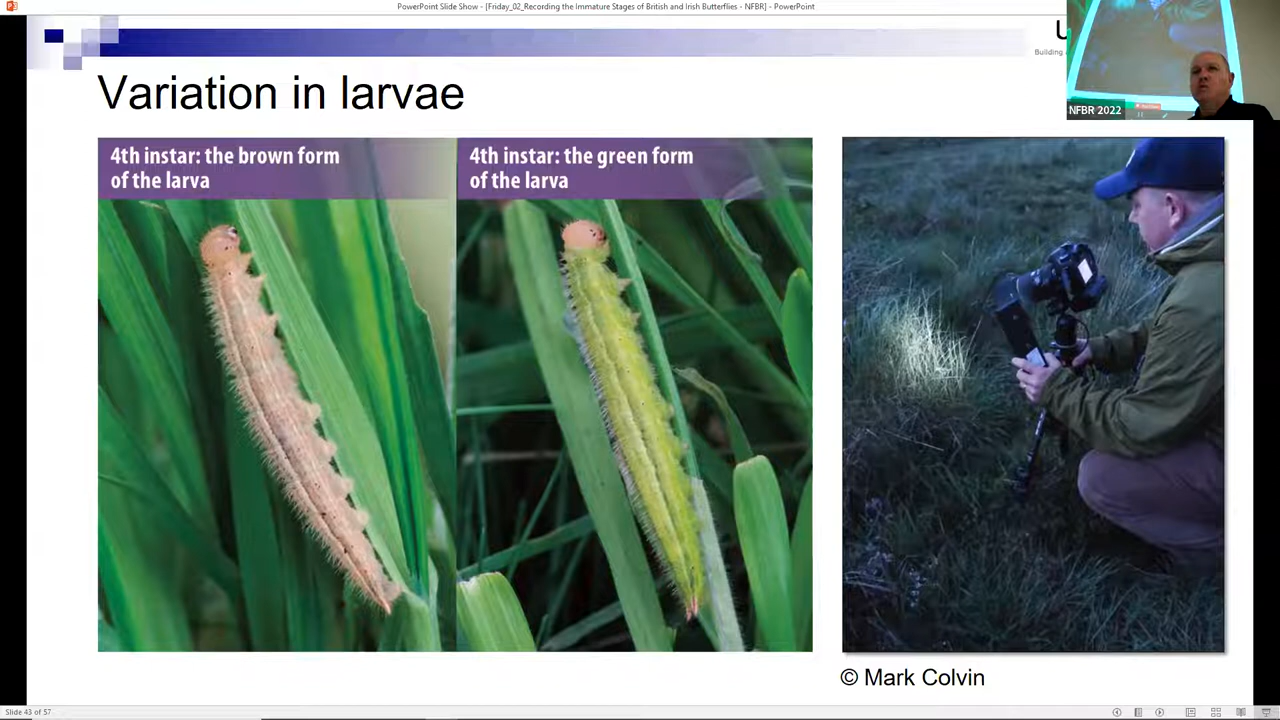 PowerPoint Slide Show - [Friday_02_Recording the Immature Stages of British and Irish Butterflies - NFBR] - PowerPoint
Building
NFBR 2022
Variation in larvae
4th instar: the brown form
of the larva
4th instar: the green form
of the larva
© Mark Colvin
Slide 43 of 57